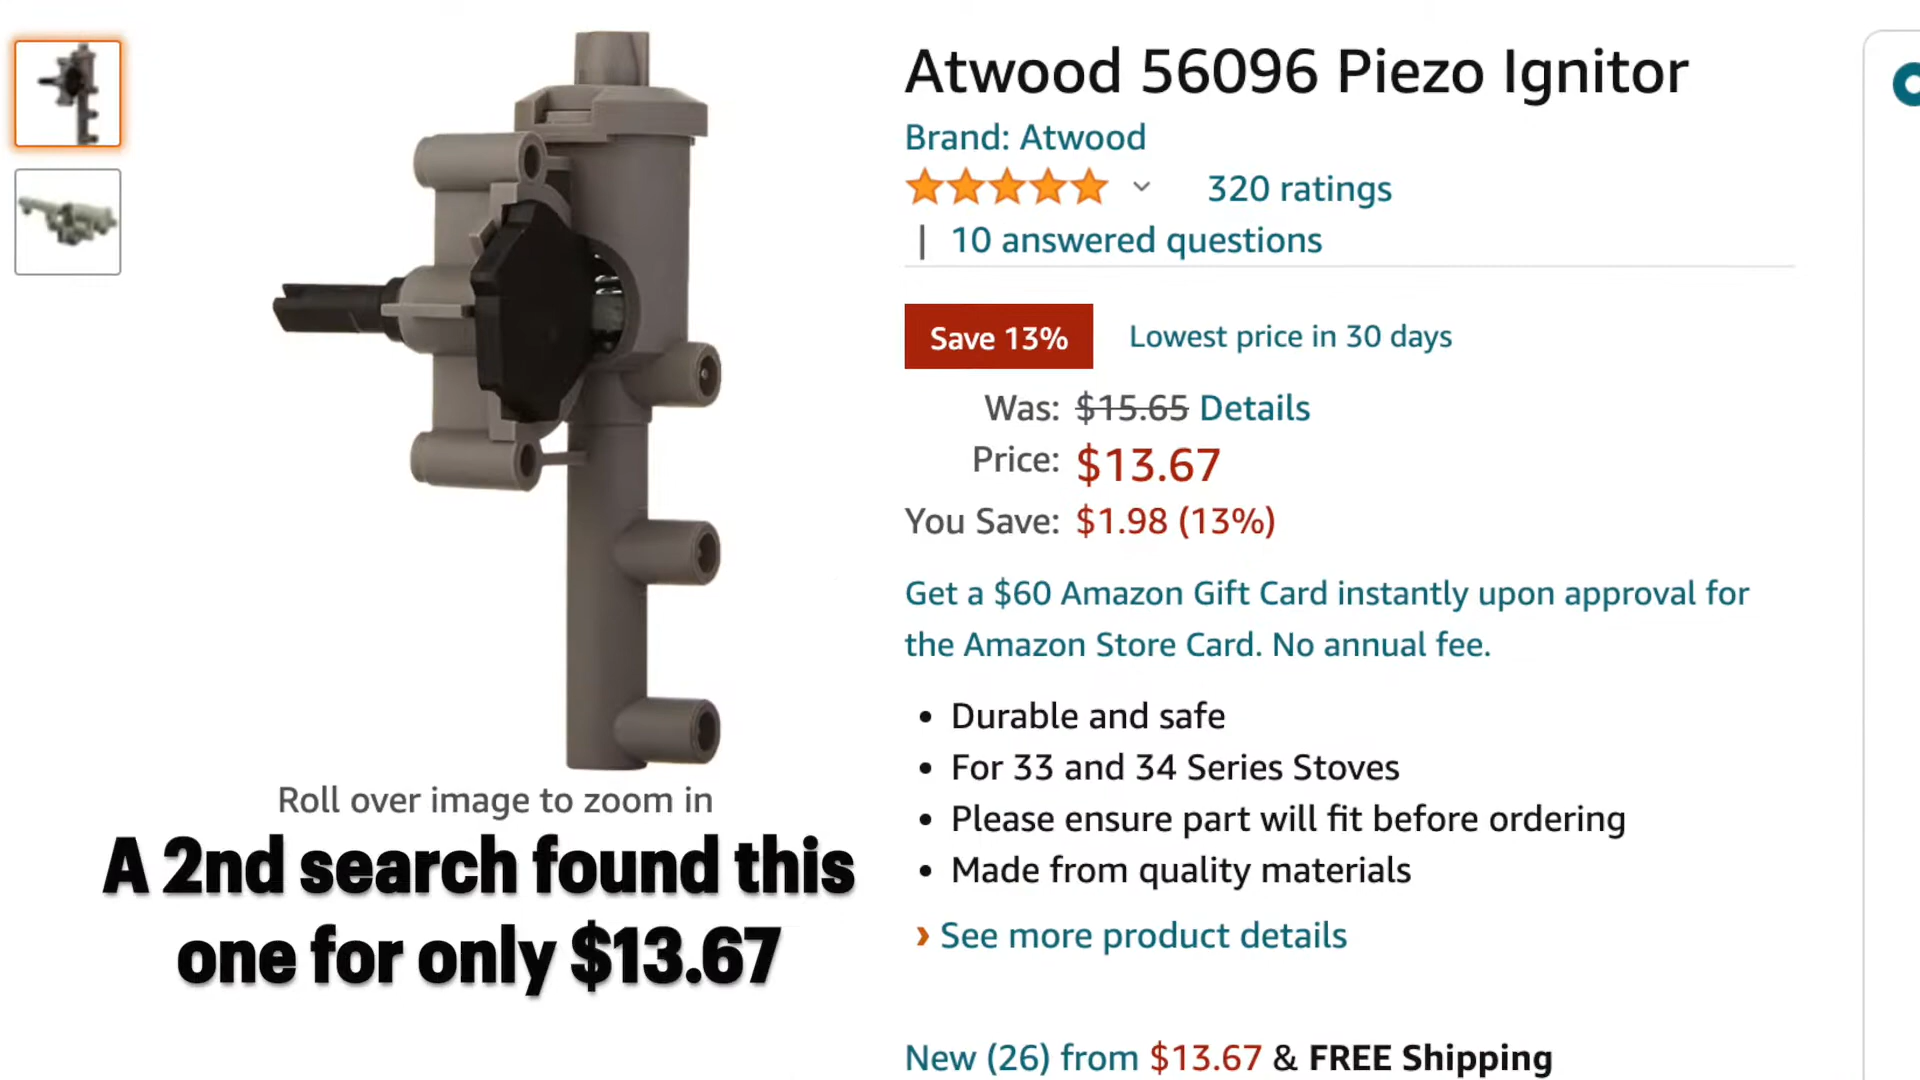 Atwood 56096 Piezo Ignitor
Brand: Atwood
320 ratings
| 10 answered questions
Save 13% Lowest price in 30 days
Was: $15.65 Details
Price: $13.67
You Save: $1.98 (13%)
Get a $60 Amazon Gift Card instantly upon approval for
the Amazon Store Card. No annual fee.
• Durable and safe
• For 33 and 34 Series Stoves
• Please ensure part will fit before ordering
• Made from quality materials
› See more product details
New (26) from $13.67 & FREE Shipping
Roll over image to zoom in
A 2nd search found this
one for only $13.67